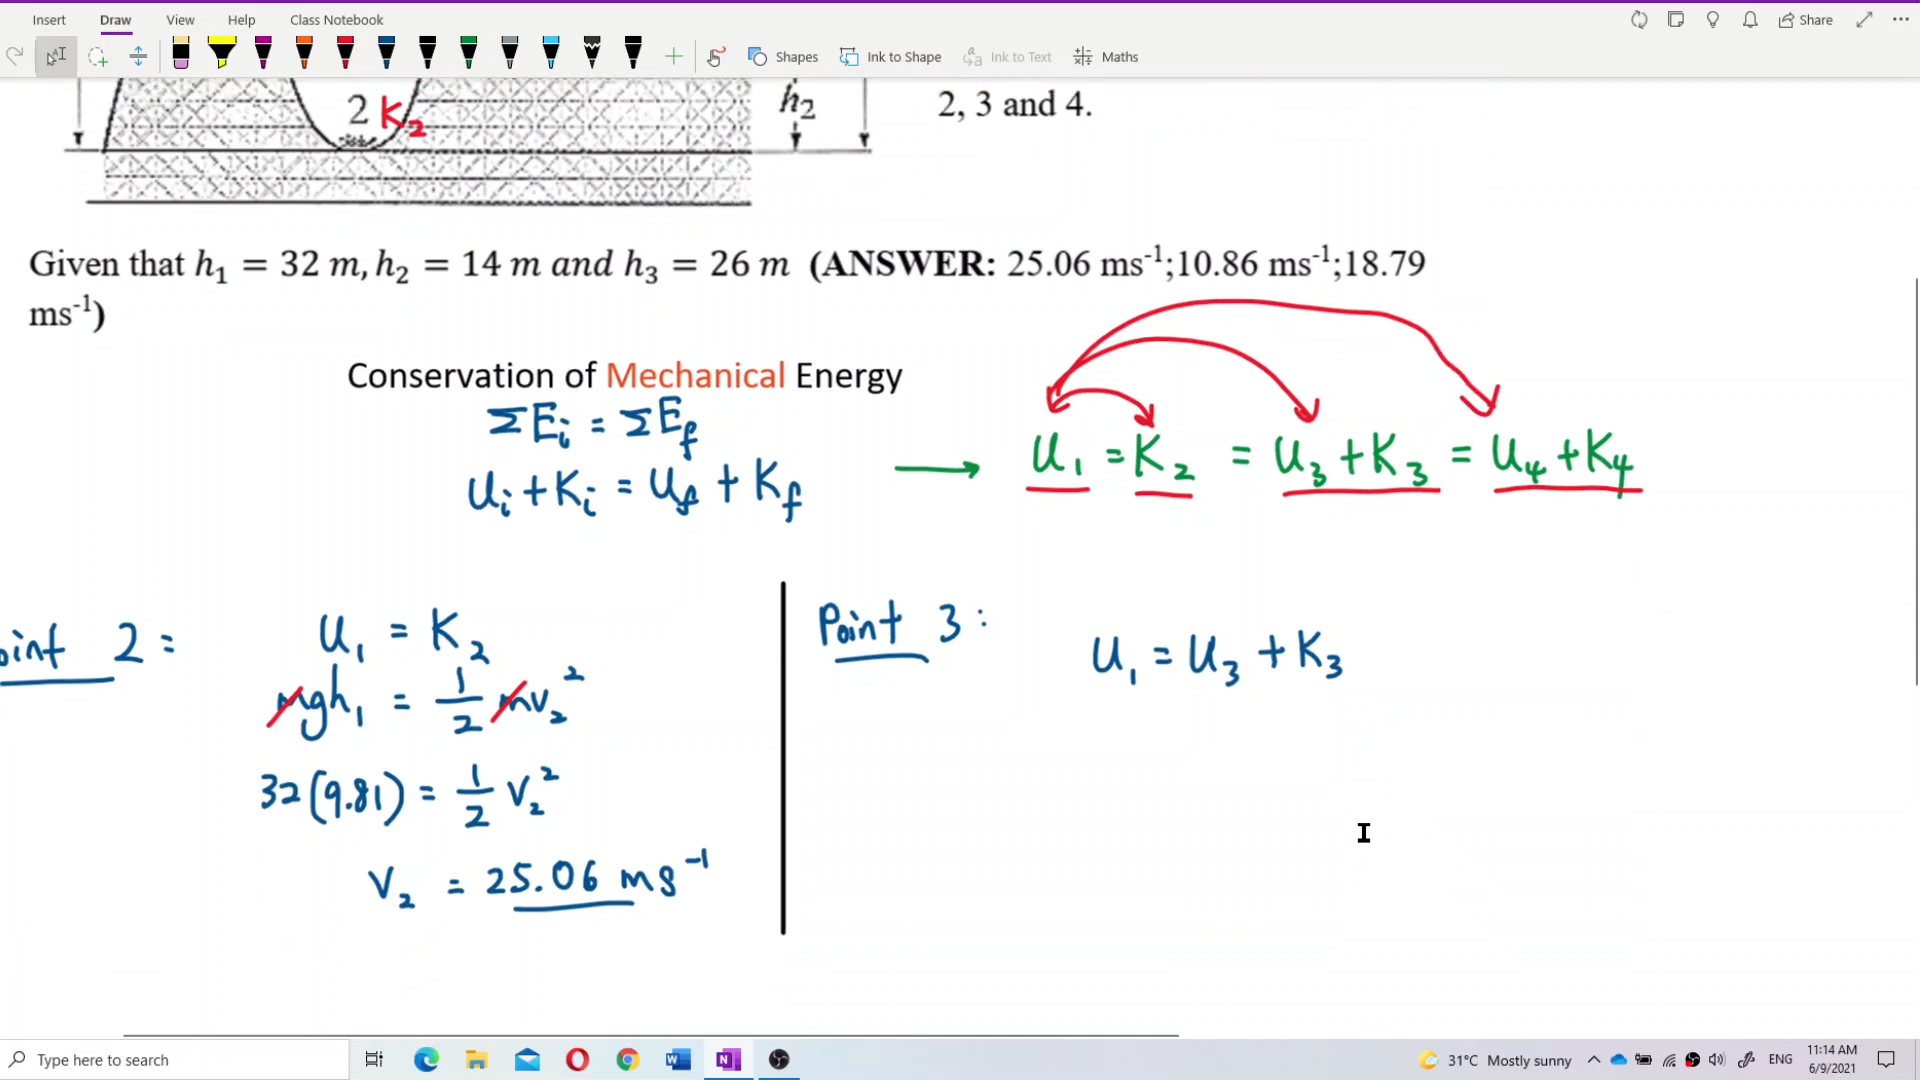 Insert Draw View Help Class Notebook Share
Shapes Ink to Shape Ink to Text Maths
2 K₂ h₂ 2, 3 and 4.
Given that h₁ = 32 m, h₂ = 14 m and h₃ = 26 m (ANSWER: 25.06 ms⁻¹;10.86 ms⁻¹;18.79
ms⁻¹)
Conservation of Mechanical Energy
ΣEᵢ = ΣE_f
Uᵢ + Kᵢ = U_f + K_f → U₁ = K₂ = U₃ + K₃ = U₄ + K₄
oint 2 =
U₁ = K₂
mgh₁ = 1/2 mv₂²
32(9.81) = 1/2 V₂²
V₂ = 25.06 ms⁻¹
Point 3:
U₁ = U₃ + K₃
Type here to search
31°C Mostly sunny
ENG
11:14 AM
6/9/2021